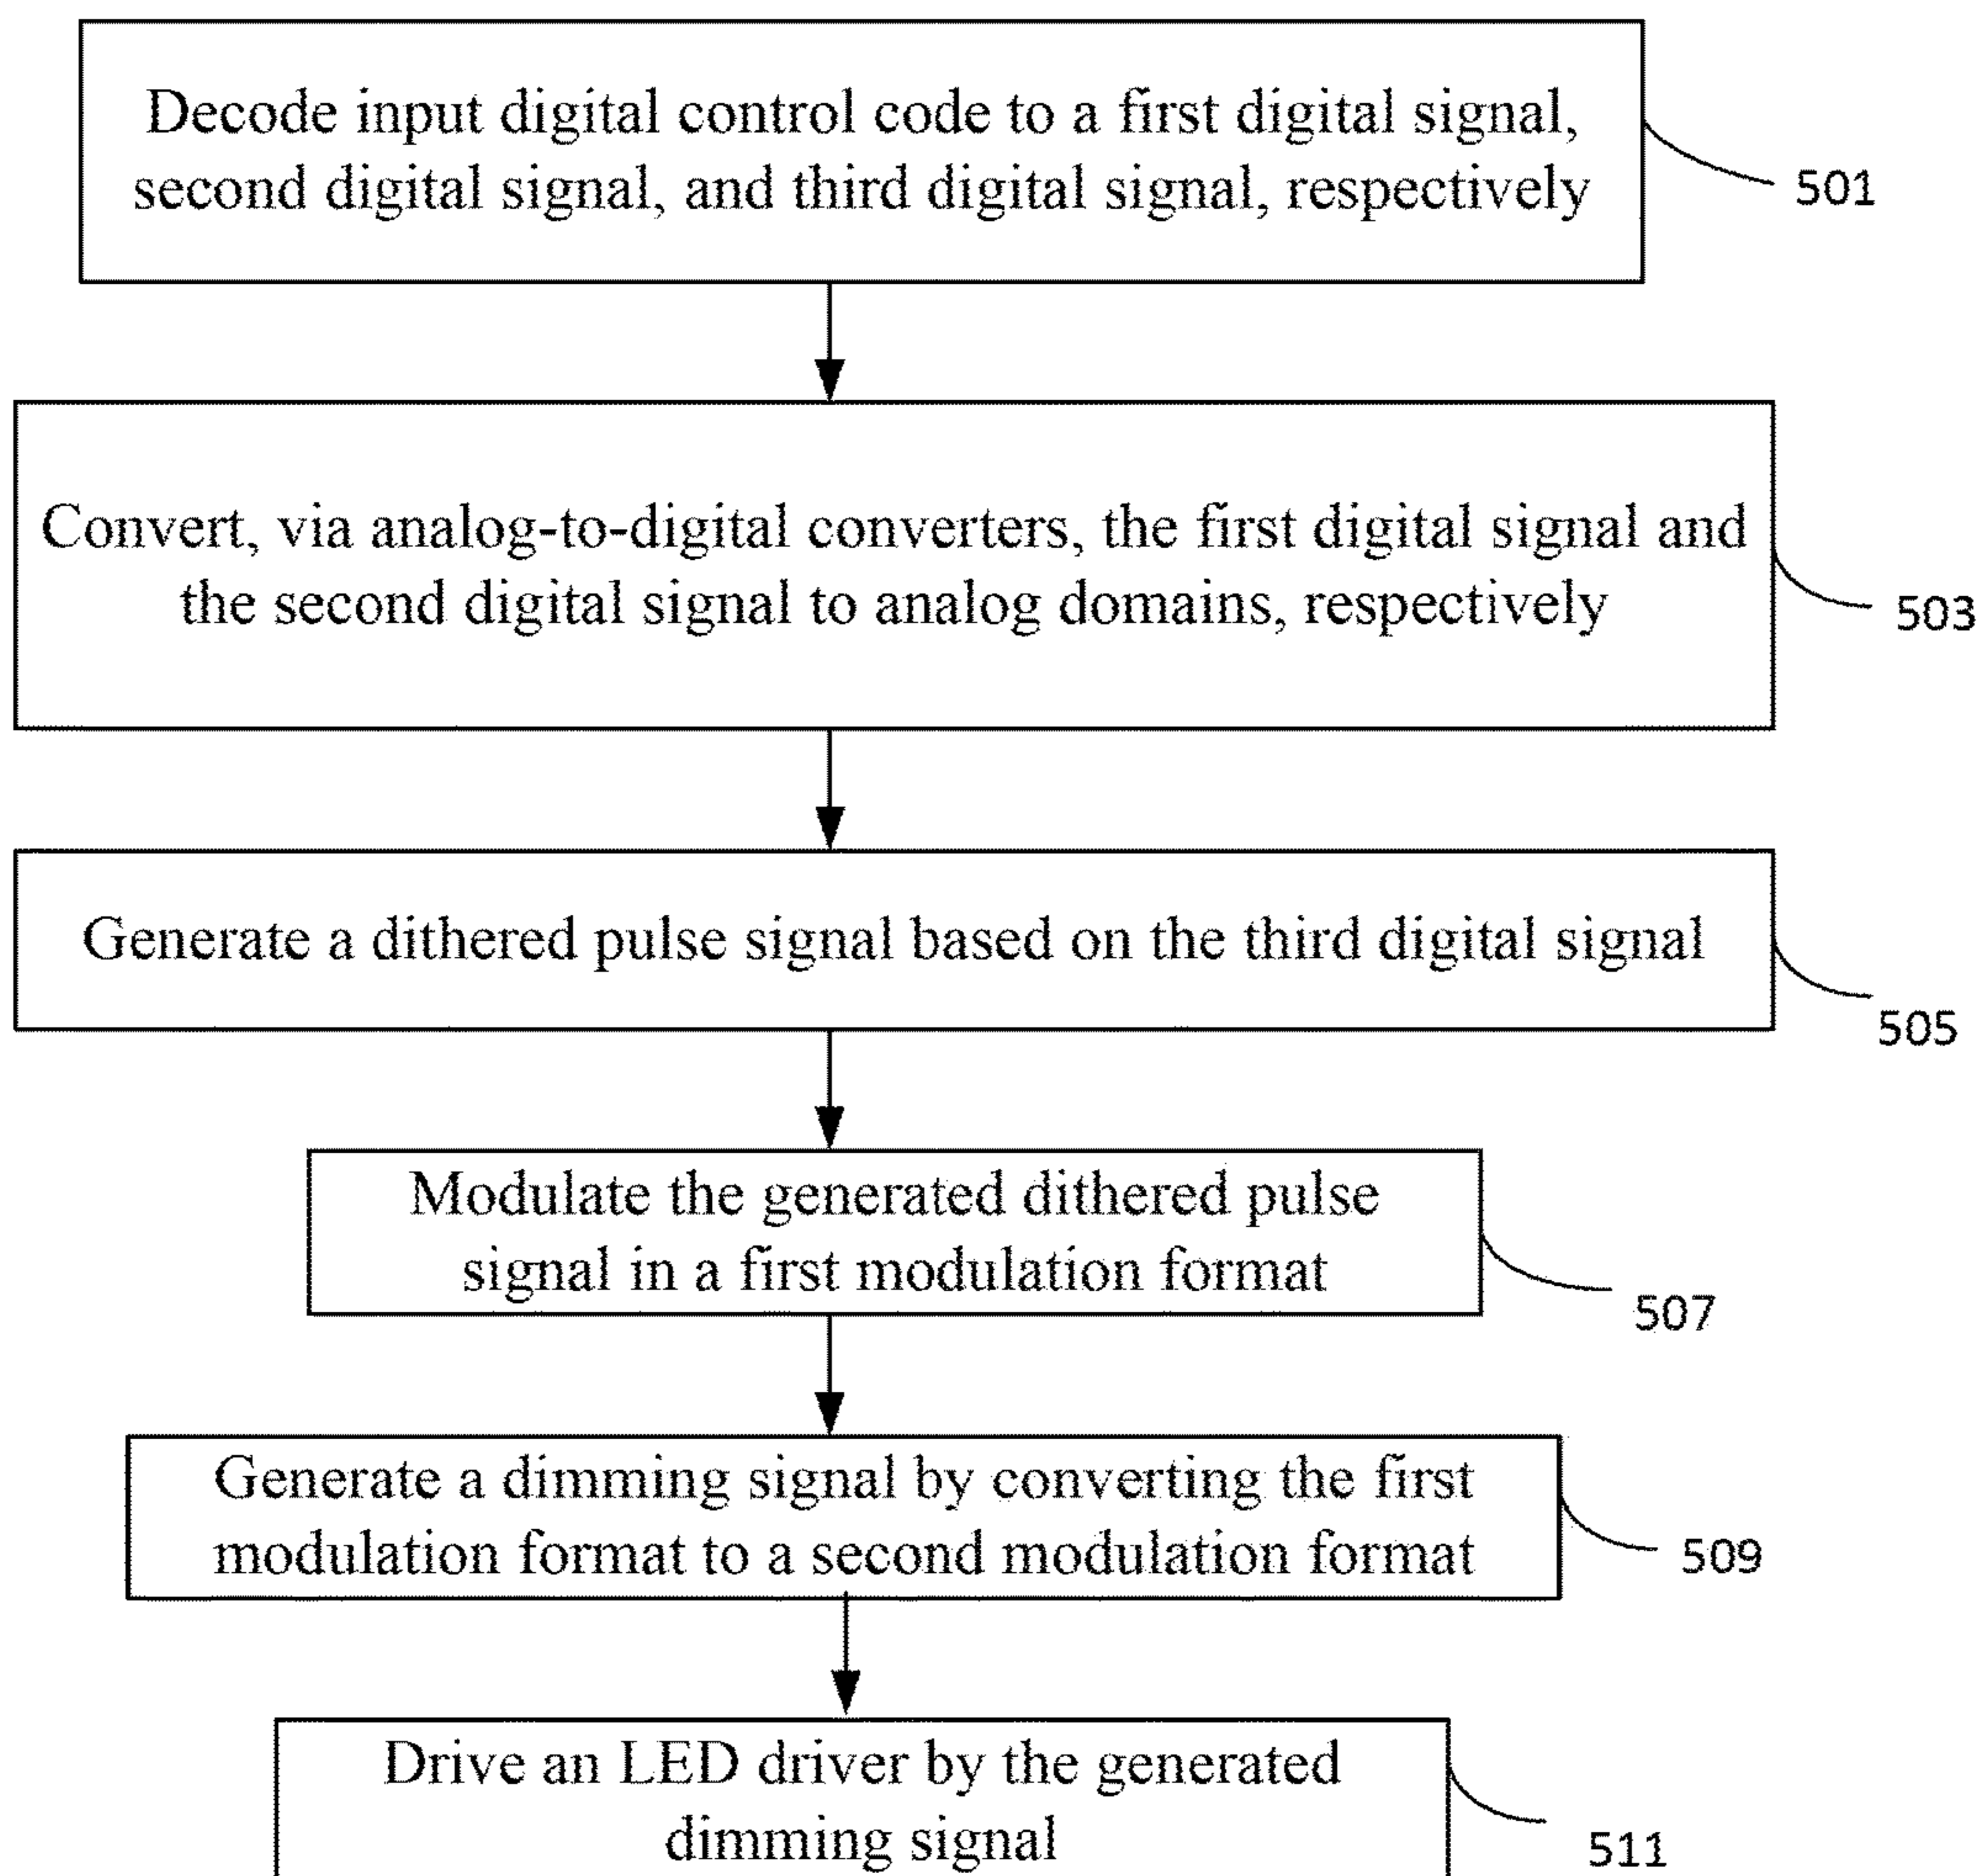 Decode input digital control code to a first digital signal,
second digital signal, and third digital signal, respectively
501
Convert, via analog-to-digital converters, the first digital signal and
the second digital signal to analog domains, respectively
503
Generate a dithered pulse signal based on the third digital signal
505
Modulate the generated dithered pulse
signal in a first modulation format
507
Generate a dimming signal by converting the first
modulation format to a second modulation format
509
Drive an LED driver by the generated
dimming signal
511